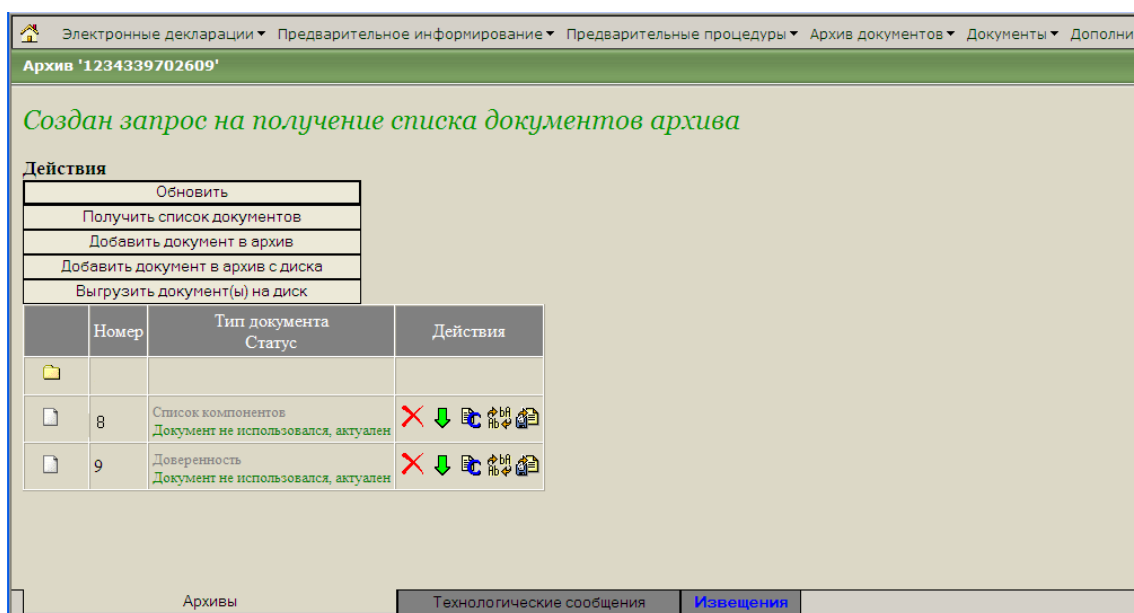 Электронные декларации Предварительное информирование Предварительные процедуры Архив документов Документы Дополни
Архив '1234339702609'
Создан запрос на получение списка документов архива
Действия
Обновить
Получить список документов
Добавить документ в архив
Добавить документ в архив с диска
Выгрузить документ(ы) на диск
Номер Тип документа Действия
Статус
8 Список компонентов
Документ не использовался, актуален
9 Доверенность
Документ не использовался, актуален
Архивы Технологические сообщения Извещения